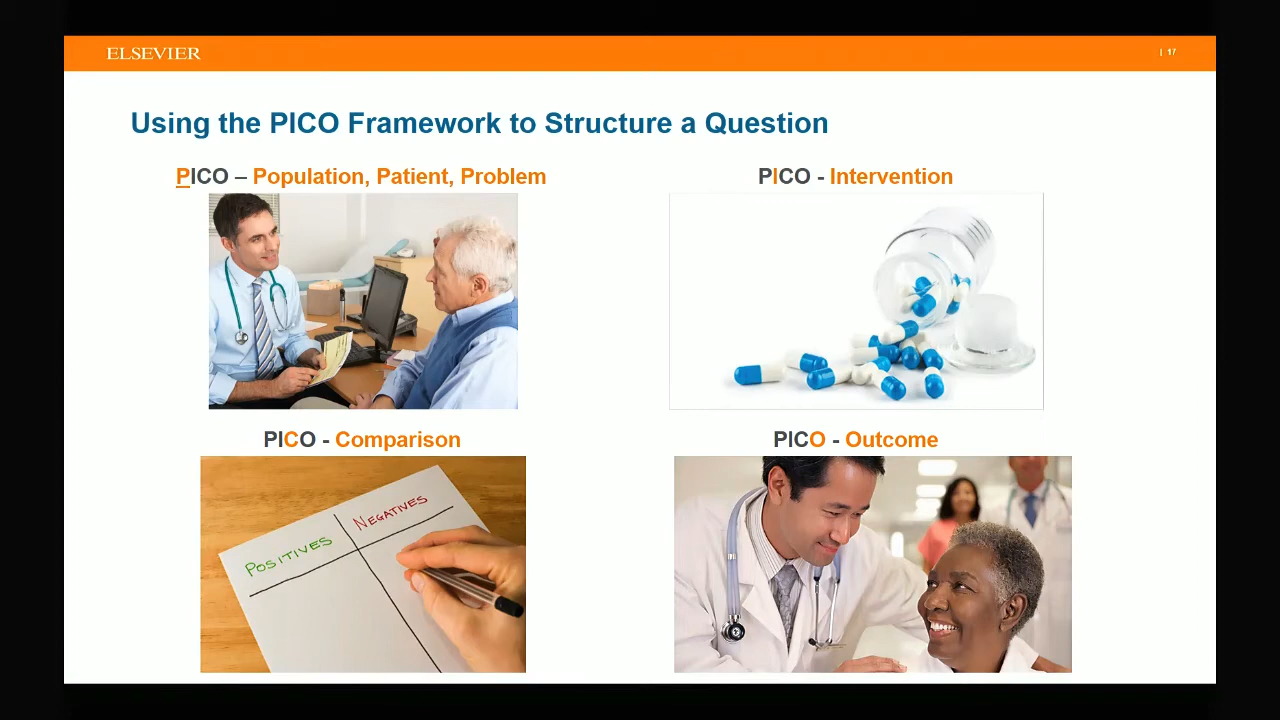 ELSEVIER
| 17
Using the PICO Framework to Structure a Question
PICO – Population, Patient, Problem
PICO - Intervention
PICO - Comparison
POSITIVES
NEGATIVES
PICO - Outcome